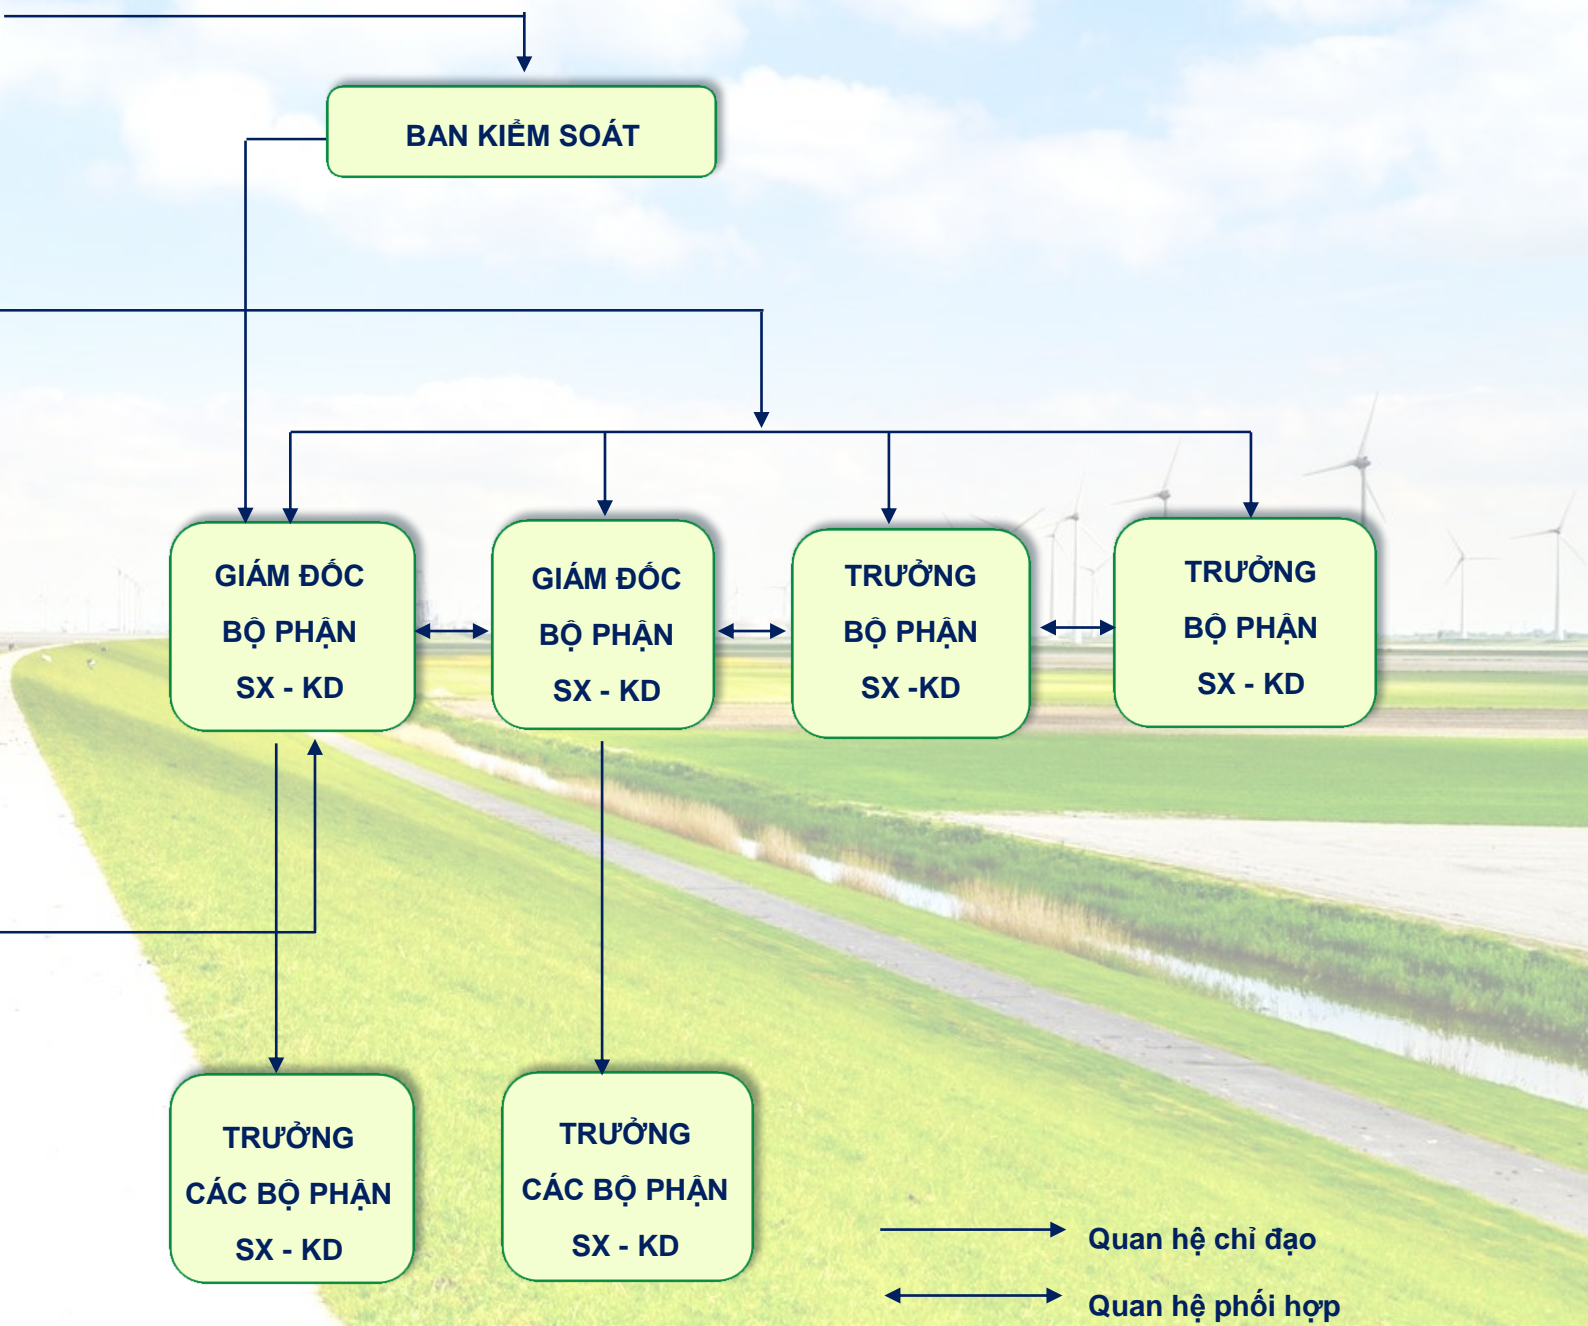 BAN KIỂM SOÁT
GIÁM ĐỐC
BỘ PHẬN
SX - KD
GIÁM ĐỐC
BỘ PHẬN
SX - KD
TRƯỞNG
BỘ PHẬN
SX -KD
TRƯỞNG
BỘ PHẬN
SX - KD
TRƯỞNG
CÁC BỘ PHẬN
SX - KD
TRƯỞNG
CÁC BỘ PHẬN
SX - KD
Quan hệ chỉ đạo
Quan hệ phối hợp